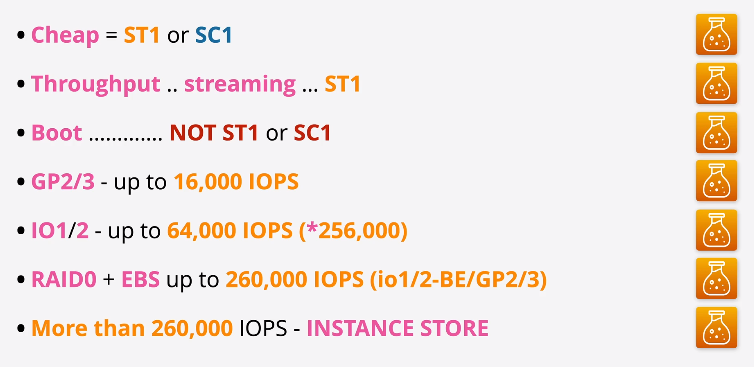 • Cheap = ST1 or SC1
• Throughput .. streaming ... ST1
• Boot ............. NOT ST1 or SC1
• GP2/3 - up to 16,000 IOPS
• IO1/2 - up to 64,000 IOPS (*256,000)
• RAID0 + EBS up to 260,000 IOPS (io1/2-BE/GP2/3)
• More than 260,000 IOPS - INSTANCE STORE